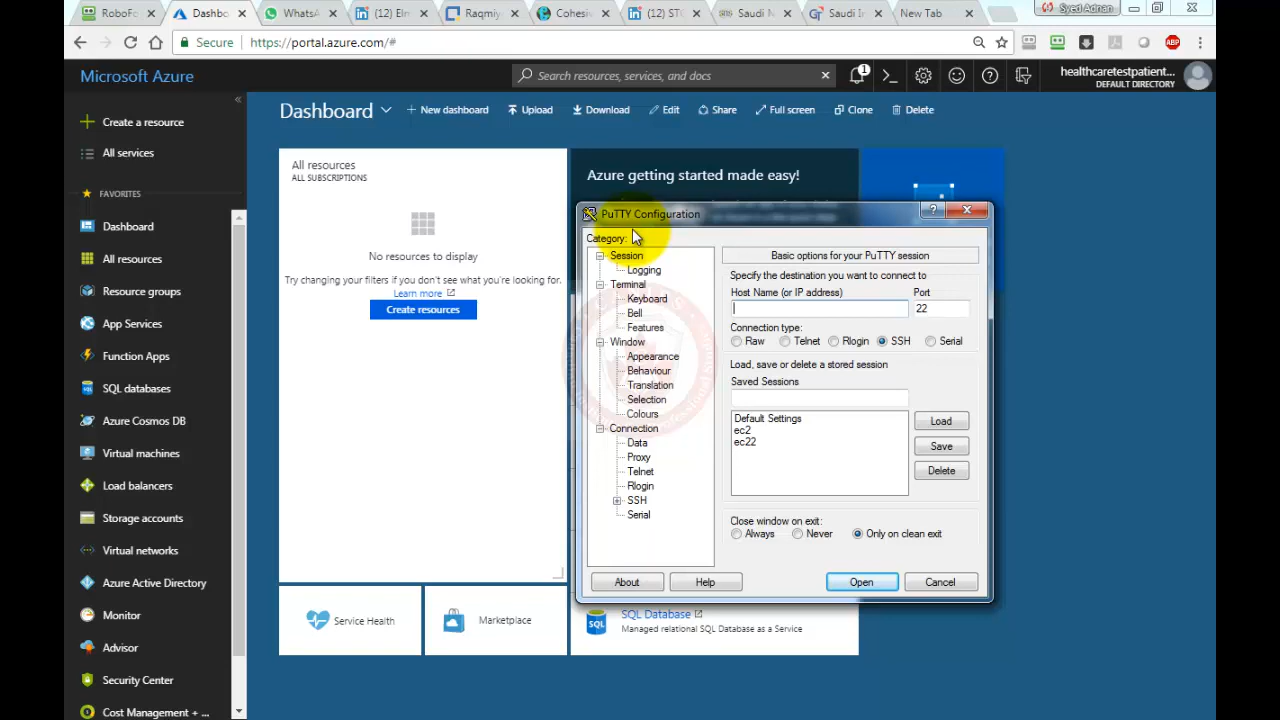 RoboFo
Dashbo
WhatsA
(12) Elr
Raqmiy
Cohesiv
(12) STC
Saudi N
Saudi In
New Tab
Syed Adnan
Secure
https://portal.azure.com/#
ABP
Microsoft Azure
Search resources, services, and docs
1
healthcaretestpatient...
DEFAULT DIRECTORY
Create a resource
All services
FAVORITES
Dashboard
All resources
Resource groups
App Services
Function Apps
SQL databases
Azure Cosmos DB
Virtual machines
Load balancers
Storage accounts
Virtual networks
Azure Active Directory
Monitor
Advisor
Security Center
Cost Management + ...
Dashboard
New dashboard
Upload
Download
Edit
Share
Full screen
Clone
Delete
All resources
ALL SUBSCRIPTIONS
No resources to display
Try changing your filters if you don't see what you're looking for.
Learn more
Create resources
Azure getting started made easy!
Service Health
Marketplace
SQL
SQL Database
Managed relational SQL Database as a Service
PuTTY Configuration
Category:
Session
Logging
Terminal
Keyboard
Bell
Features
Window
Appearance
Behaviour
Translation
Selection
Colours
Connection
Data
Proxy
Telnet
Rlogin
SSH
Serial
Basic options for your PuTTY session
Specify the destination you want to connect to
Host Name (or IP address)
Port
22
Connection type:
Raw
Telnet
Rlogin
SSH
Serial
Load, save or delete a stored session
Saved Sessions
Default Settings
ec2
ec22
Load
Save
Delete
Close window on exit:
Always
Never
Only on clean exit
About
Help
Open
Cancel